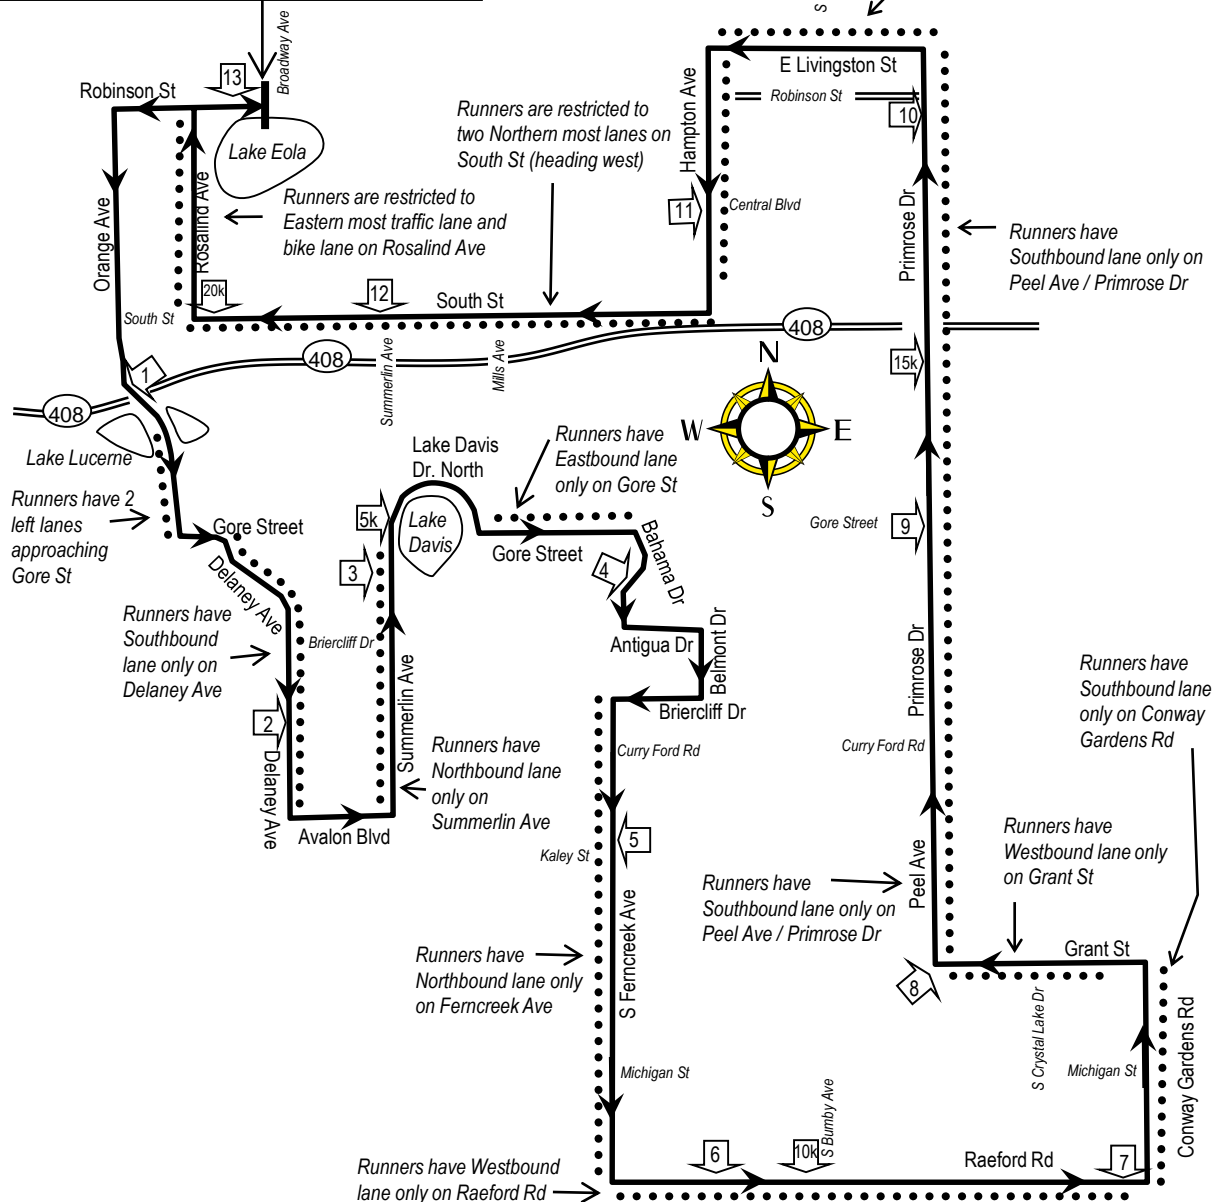 S
Broadway Ave
13
Robinson St
Lake Eola
Orange Ave
Rosalind Ave
Runners are restricted to
Eastern most traffic lane and
bike lane on Rosalind Ave
Runners are restricted to
two Northern most lanes on
South St (heading west)
E Livingston St
Robinson St
10
Hampton Ave
11
Central Blvd
Primrose Dr
Runners have
Southbound lane only on
Peel Ave / Primrose Dr
20k
12
South St
South St
408
408
408
Summerlin Ave
Mills Ave
15k
1
N
W
E
S
Lake Lucerne
Runners have 2
left lanes
approaching
Gore St
Gore Street
Delaney Ave
Lake Davis
Dr. North
Lake
Davis
5k
3
Runners have
Eastbound lane
only on Gore St
Gore Street
Bahama Dr
4
Gore Street
9
Runners have
Southbound
lane only on
Delaney Ave
Briercliff Dr
Antigua Dr
Belmont Dr
Briercliff Dr
Primrose Dr
2
Delaney Ave
Summerlin Ave
Avalon Blvd
Runners have
Northbound lane
only on
Summerlin Ave
Curry Ford Rd
Curry Ford Rd
Runners have
Southbound lane
only on Conway
Gardens Rd
Kaley St
5
Peel Ave
Runners have
Westbound lane only
on Grant St
Runners have
Southbound lane only on
Peel Ave / Primrose Dr
Runners have
Northbound lane only
on Ferncreek Ave
S Ferncreek Ave
Grant St
8
S Crystal Lake Dr
Michigan St
Michigan St
Conway Gardens Rd
6
10k
S Bumby Ave
Raeford Rd
7
Runners have Westbound
lane only on Raeford Rd